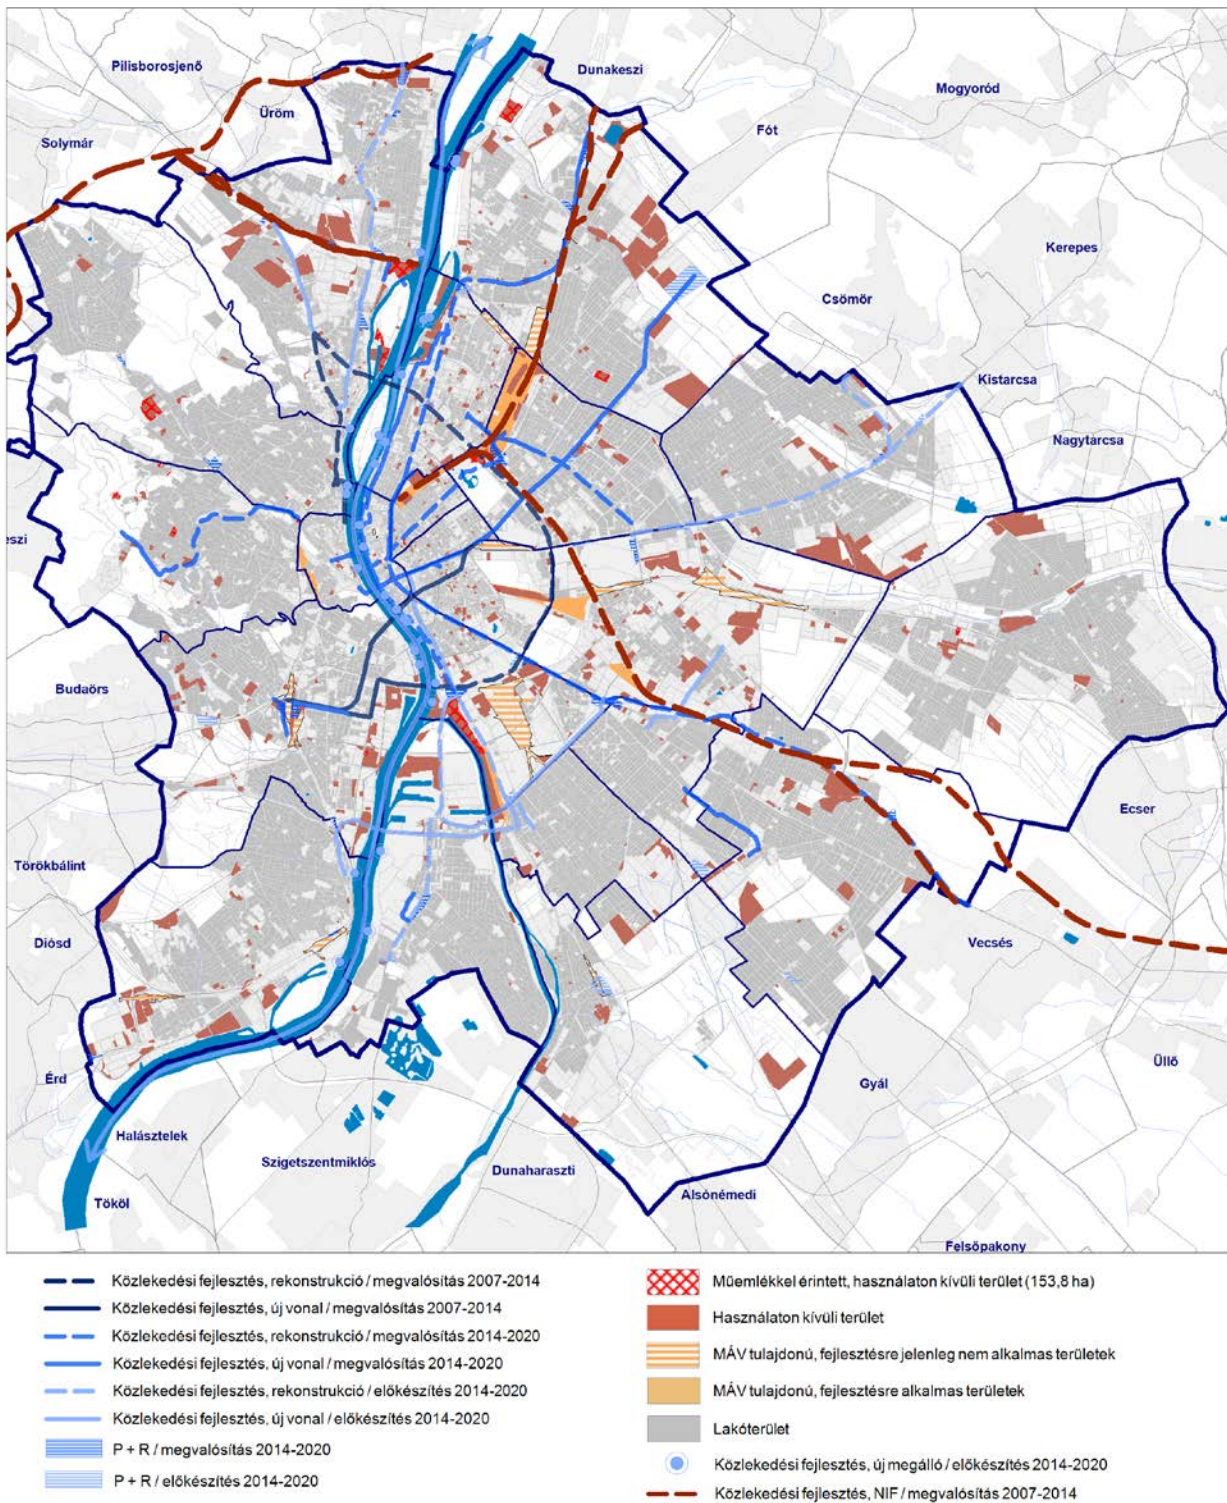 Pilisborosjenő
Dunakeszi
Mogyoród
Üröm
Fót
Solymár
Kerepes
Csömör
Kistarcsa
Nagytarcsa
eszi
Budaörs
Ecser
Törökbálint
Diósd
Vecsés
Érd
Gyál
Üllő
Halásztelek
Szigetszentmiklós
Dunaharaszti
Tököl
Alsónémedi
Felsőpakony
Közlekedési fejlesztés, rekonstrukció / megvalósítás 2007-2014
Közlekedési fejlesztés, új vonal / megvalósítás 2007-2014
Közlekedési fejlesztés, rekonstrukció / megvalósítás 2014-2020
Közlekedési fejlesztés, új vonal / megvalósítás 2014-2020
Közlekedési fejlesztés, rekonstrukció / előkészítés 2014-2020
Közlekedési fejlesztés, új vonal / előkészítés 2014-2020
P + R / megvalósítás 2014-2020
P + R / előkészítés 2014-2020
Műemlékkel érintett, használaton kívüli terület (153,8 ha)
Használaton kívüli terület
MÁV tulajdonú, fejlesztésre jelenleg nem alkalmas területek
MÁV tulajdonú, fejlesztésre alkalmas területek
Lakóterület
Közlekedési fejlesztés, új megálló / előkészítés 2014-2020
Közlekedési fejlesztés, NIF / megvalósítás 2007-2014